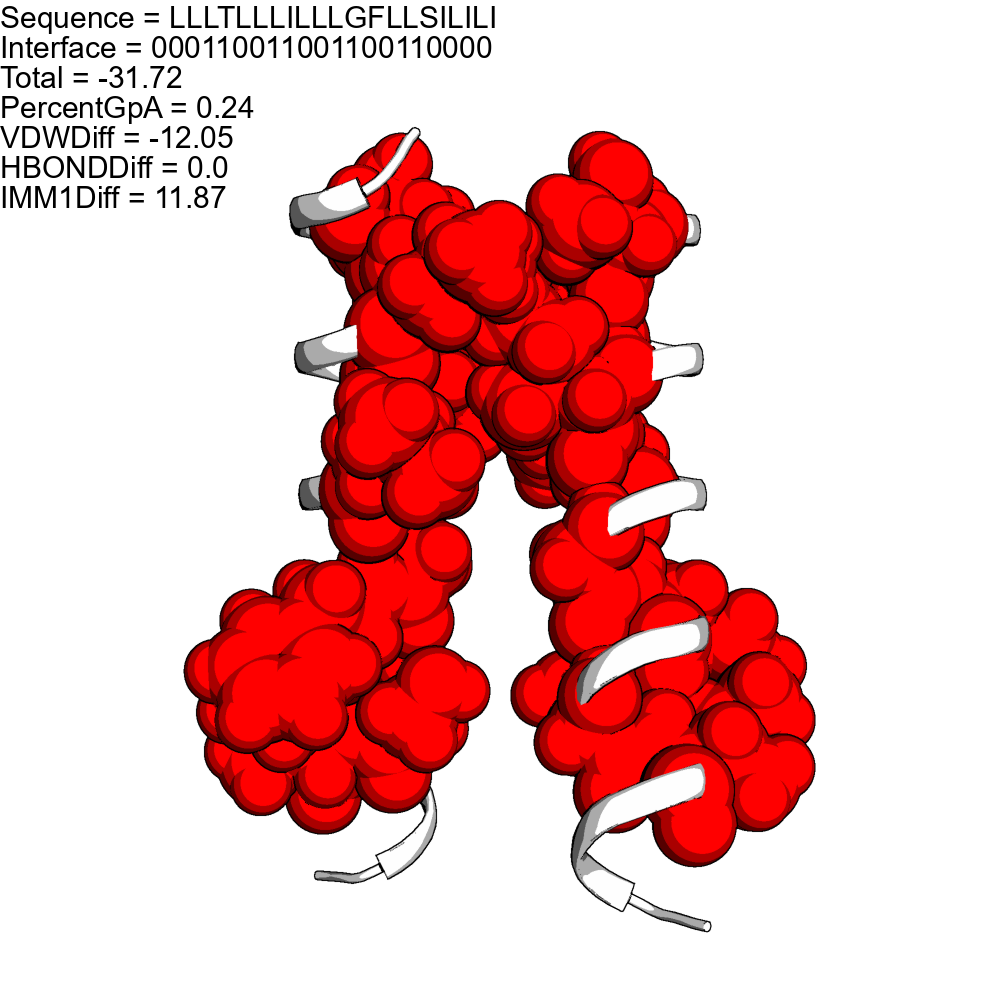 Sequence = LLLTLLLILLLGFLLSILILI
Interface = 000110011001100110000
Total = -31.72
PercentGpA = 0.24
VDWDiff = -12.05
HBONDDiff = 0.0
IMM1Diff = 11.87